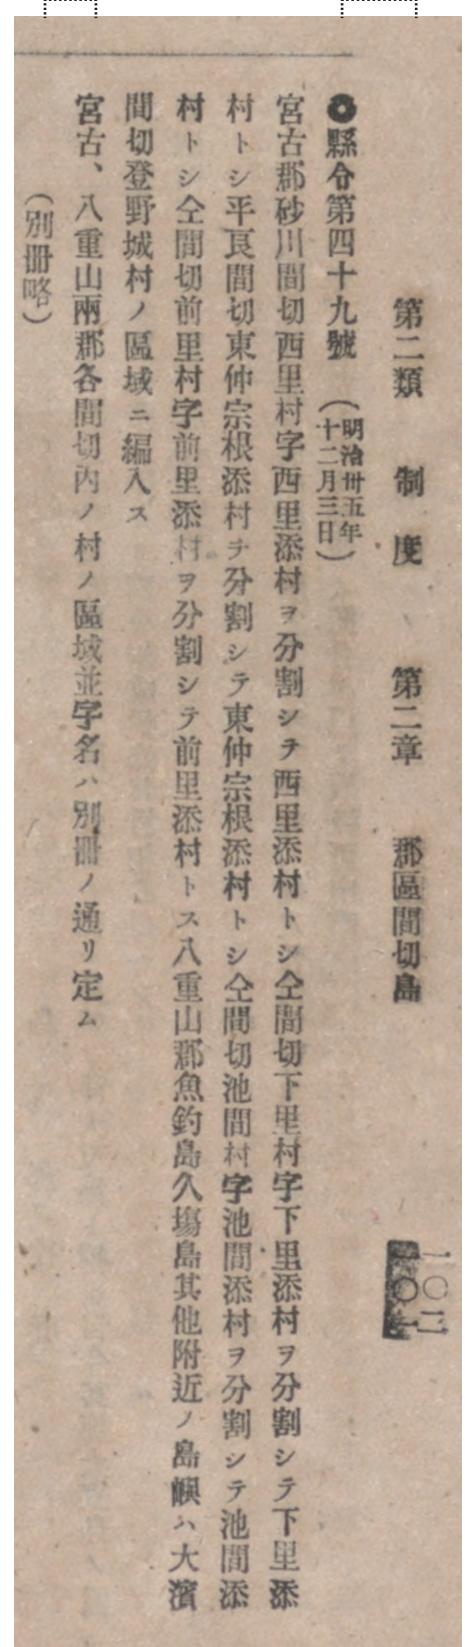 第二類 制度 第二章 郡區間切島
一〇二
●縣令第四十九號 (明治卅五年十二月三日)
宮古郡砂川間切西里村字西里添村ヲ分割シテ西里添村トシ仝間切下里村字下里添村ヲ分割シテ下里添
村トシ平良間切東仲宗根添村ヲ分割シテ東仲宗根添村トシ仝間切池間村字池間添村ヲ分割シテ池間添
村トシ仝間切前里村字前里添村ヲ分割シテ前里添村トス八重山郡魚釣島久塲島其他附近ノ島嶼ハ大濱
間切登野城村ノ區域ニ編入ス
宮古、八重山兩郡各間切内ノ村ノ區域並字名ハ別冊ノ通リ定ム
(別冊略)